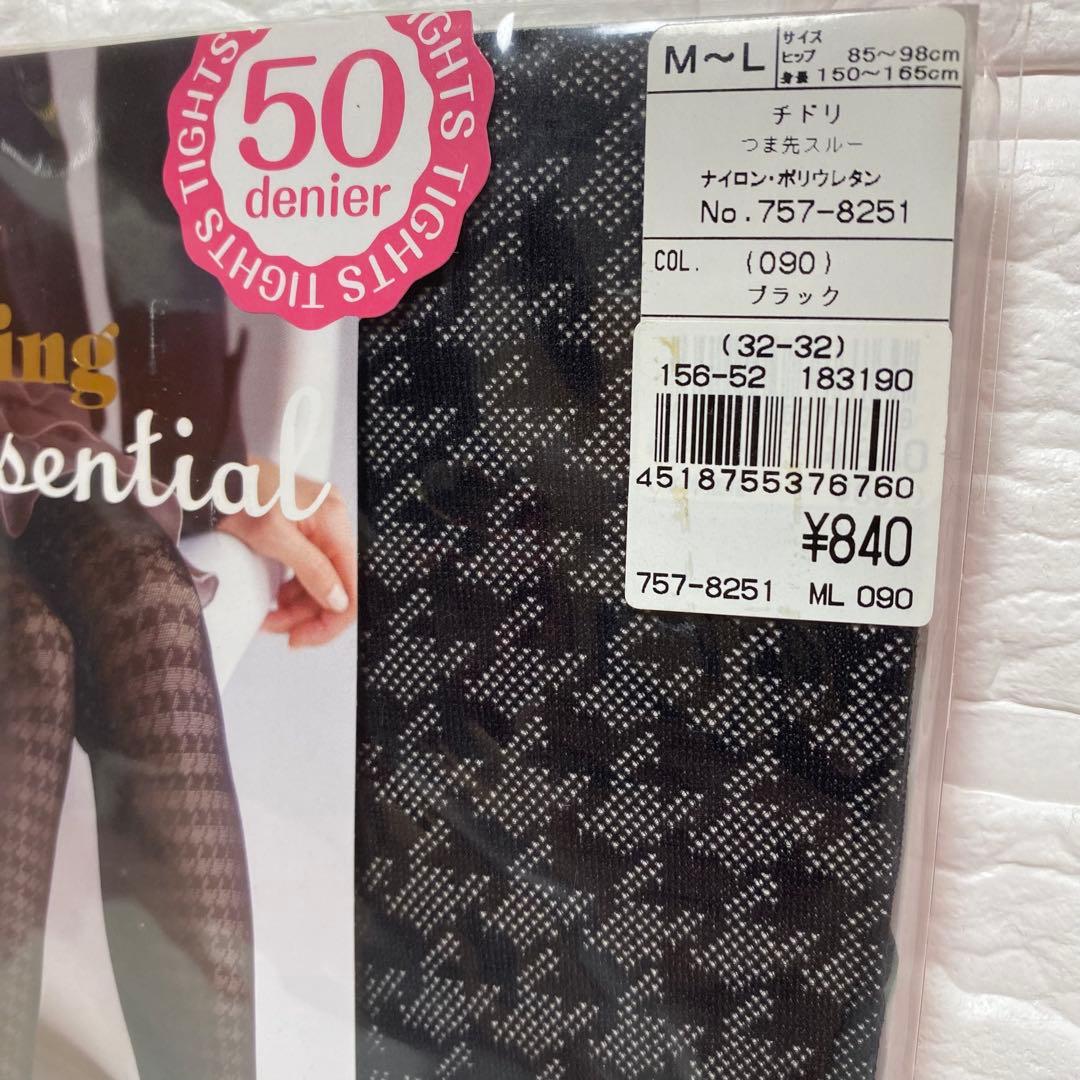 TIGHTS TIGHTS TIGHTS TIGHTS
50
denier
ing
sential
M～L
サイズ
ヒップ 85～98cm
身長 150～165cm
チドリ
つま先スルー
ナイロン・ポリウレタン
No.757-8251
COL. (090)
ブラック
(32-32)
156-52 183190
4518755376760
¥840
757-8251 ML 090